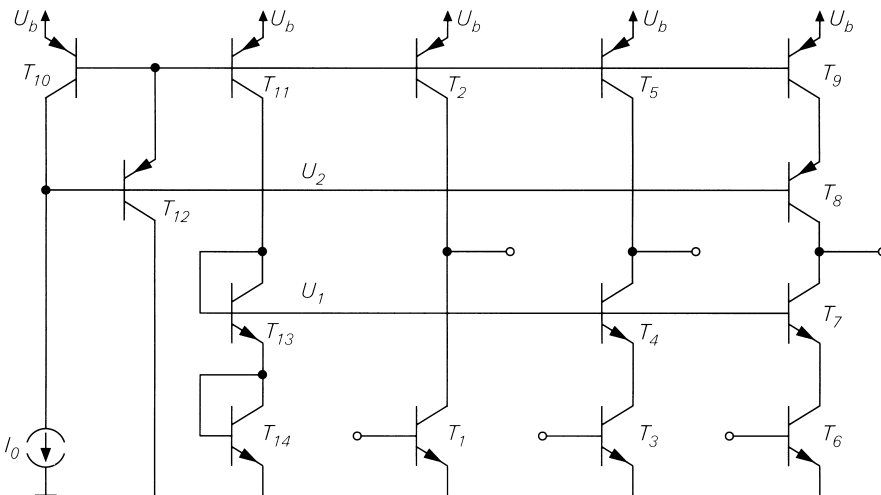 U_b U_b U_b U_b U_b
T_10 T_11 T_2 T_5 T_9
U_2
T_12 T_8
U_1
T_13 T_4 T_7
I_0 T_14 T_1 T_3 T_6